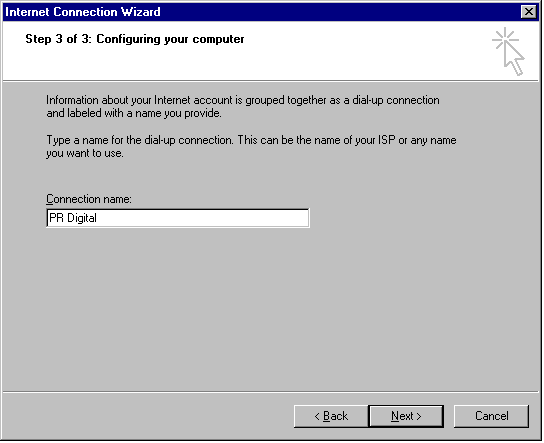 Internet Connection Wizard
Step 3 of 3: Configuring your computer
Information about your Internet account is grouped together as a dial-up connection
and labeled with a name you provide.
Type a name for the dial-up connection. This can be the name of your ISP or any name
you want to use.
Connection name:
PR Digital
< Back
Next >
Cancel